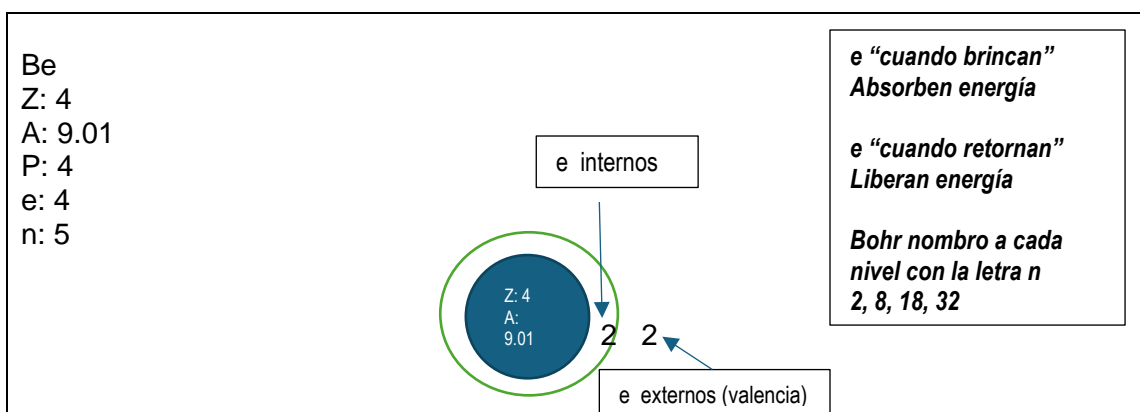 Be
Z: 4
A: 9.01
P: 4
e: 4
n: 5
e “cuando brincan”
Absorben energía
e “cuando retornan”
Liberan energía
Bohr nombro a cada
nivel con la letra n
2, 8, 18, 32
e  internos
Z: 4
A:
9.01
2   2
e  externos (valencia)